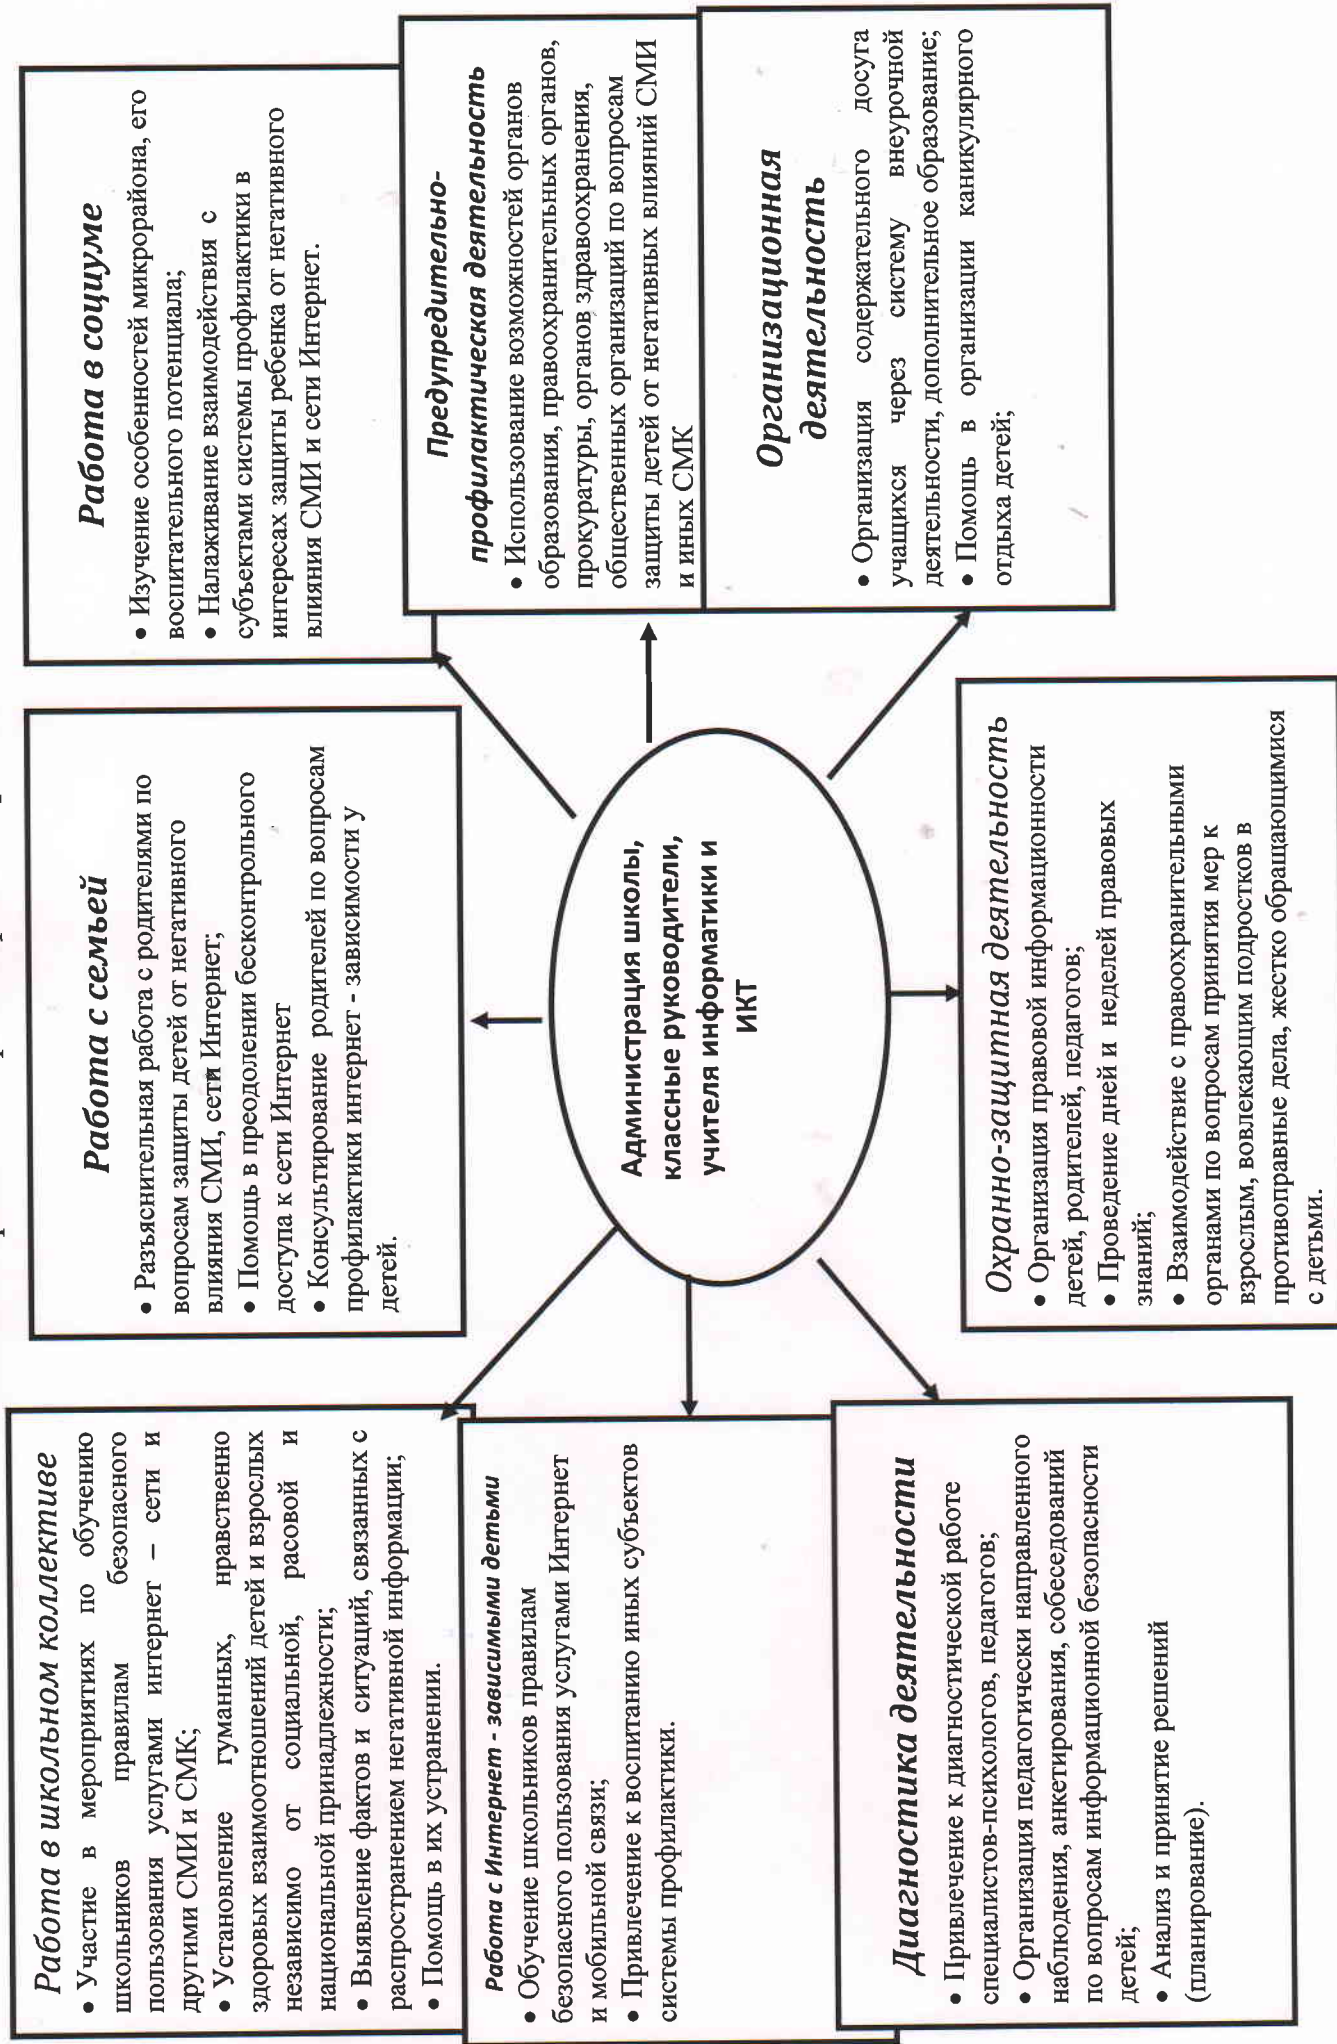 Работа в школьном коллективе
• Участие в мероприятиях по обучению
школьников правилам безопасного
пользования услугами интернет – сети и
другими СМИ и СМК;
• Установление гуманных, нравственно
здоровых взаимоотношений детей и взрослых
независимо от социальной, расовой и
национальной принадлежности;
• Выявление фактов и ситуаций, связанных с
распространением негативной информации;
• Помощь в их устранении.
Работа с Интернет - зависимыми детьми
• Обучение школьников правилам
безопасного пользования услугами Интернет
и мобильной связи;
• Привлечение к воспитанию иных субъектов
системы профилактики.
Диагностика деятельности
• Привлечение к диагностической работе
специалистов-психологов, педагогов;
• Организация педагогически направленного
наблюдения, анкетирования, собеседований
по вопросам информационной безопасности
детей;
• Анализ и принятие решений
(планирование).
Работа с семьей
• Разъяснительная работа с родителями по
вопросам защиты детей от негативного
влияния СМИ, сети Интернет;
• Помощь в преодолении бесконтрольного
доступа к сети Интернет
• Консультирование родителей по вопросам
профилактики интернет - зависимости у
детей.
Администрация школы,
классные руководители,
учителя информатики и
ИКТ
Охранно-защитная деятельность
• Организация правовой информационности
детей, родителей, педагогов;
• Проведение дней и неделей правовых
знаний;
• Взаимодействие с правоохранительными
органами по вопросам принятия мер к
взрослым, вовлекающим подростков в
противоправные дела, жестко обращающимися
с детьми.
Работа в социуме
• Изучение особенностей микрорайона, его
воспитательного потенциала;
• Налаживание взаимодействия с
субъектами системы профилактики в
интересах защиты ребенка от негативного
влияния СМИ и сети Интернет.
Предупредительно-
профилактическая деятельность
• Использование возможностей органов
образования, правоохранительных органов,
прокуратуры, органов здравоохранения,
общественных организаций по вопросам
защиты детей от негативных влияний СМИ
и иных СМК
Организационная
деятельность
• Организация содержательного досуга
учащихся через систему внеурочной
деятельности, дополнительное образование;
• Помощь в организации каникулярного
отдыха детей;